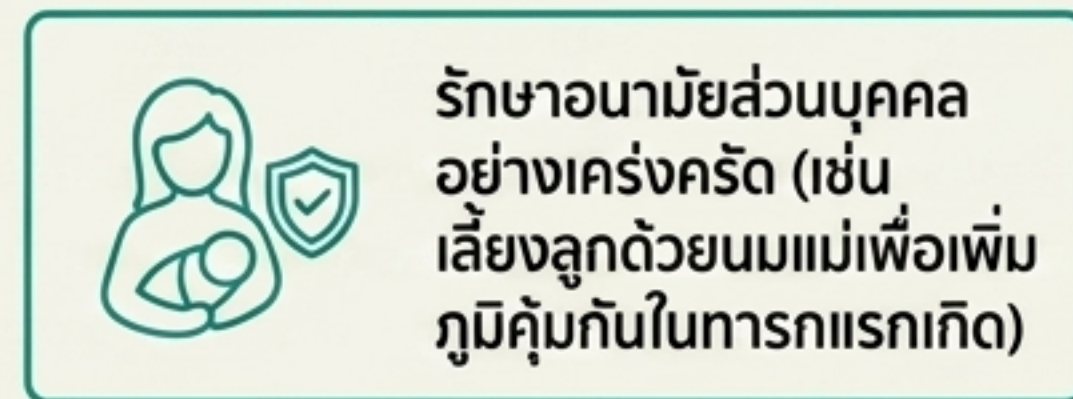 รักษาอนามัยส่วนบุคคล
อย่างเคร่งครัด (เช่น
เลี้ยงลูกด้วยนมแม่เพื่อเพิ่ม
ภูมิคุ้มกันในทารกแรกเกิด)